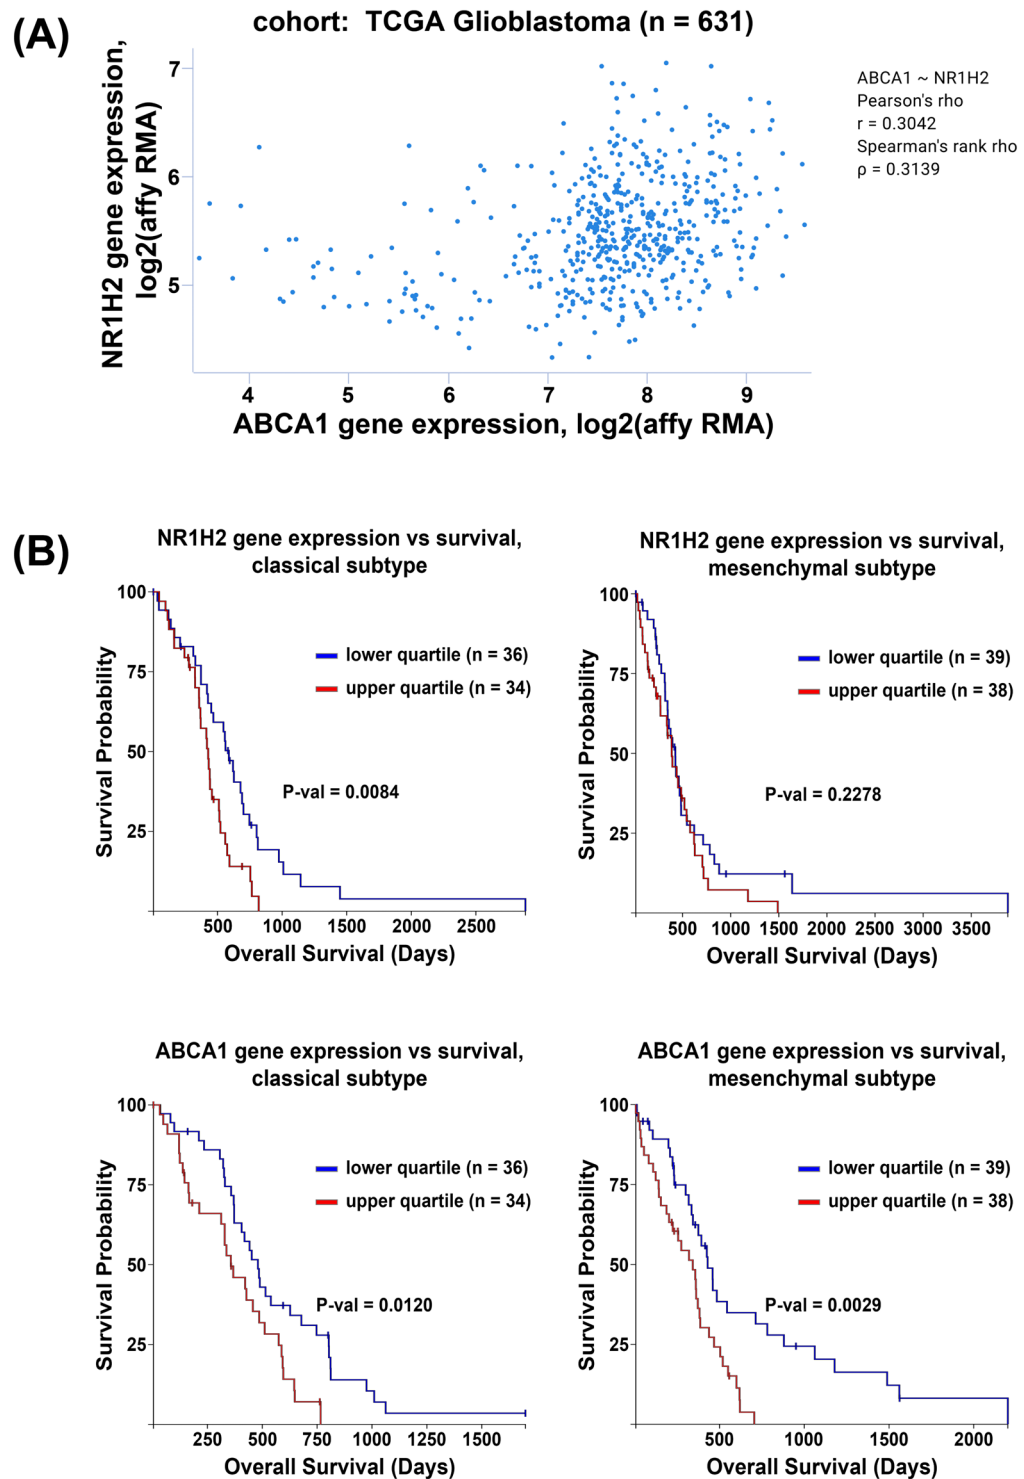 (A)
cohort:  TCGA Glioblastoma (n = 631)
NR1H2 gene expression,
log2(affy RMA)
7
6
5
4 5 6 7 8 9
ABCA1 gene expression, log2(affy RMA)
ABCA1 ~ NR1H2
Pearson's rho
r = 0.3042
Spearman's rank rho
ρ = 0.3139
(B)
NR1H2 gene expression vs survival,
classical subtype
Survival Probability
100
75
50
25
lower quartile (n = 36)
upper quartile (n = 34)
P-val = 0.0084
500 1000 1500 2000 2500
Overall Survival (Days)
NR1H2 gene expression vs survival,
mesenchymal subtype
Survival Probability
100
75
50
25
lower quartile (n = 39)
upper quartile (n = 38)
P-val = 0.2278
500 1000 1500 2000 2500 3000 3500
Overall Survival (Days)
ABCA1 gene expression vs survival,
classical subtype
Survival Probability
100
75
50
25
lower quartile (n = 36)
upper quartile (n = 34)
P-val = 0.0120
250 500 750 1000 1250 1500
Overall Survival (Days)
ABCA1 gene expression vs survival,
mesenchymal subtype
Survival Probability
100
75
50
25
lower quartile (n = 39)
upper quartile (n = 38)
P-val = 0.0029
500 1000 1500 2000
Overall Survival (Days)